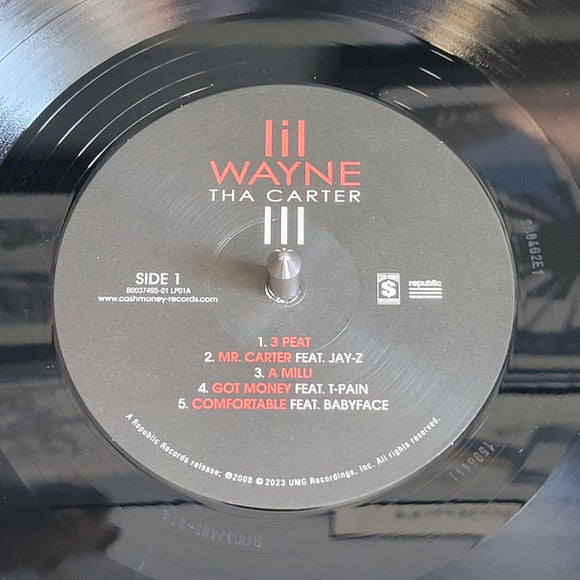 lil
WAYNE
THA CARTER
III
SIDE 1
B0037495-01 LP01A
www.cashmoney-records.com
CASH MONEY
$
republic
1. 3 PEAT
2. MR. CARTER FEAT. JAY-Z
3. A MILLI
4. GOT MONEY FEAT. T-PAIN
5. COMFORTABLE FEAT. BABYFACE
A Republic Records release; ℗2008 ©2023 UMG Recordings, Inc. All rights reserved.